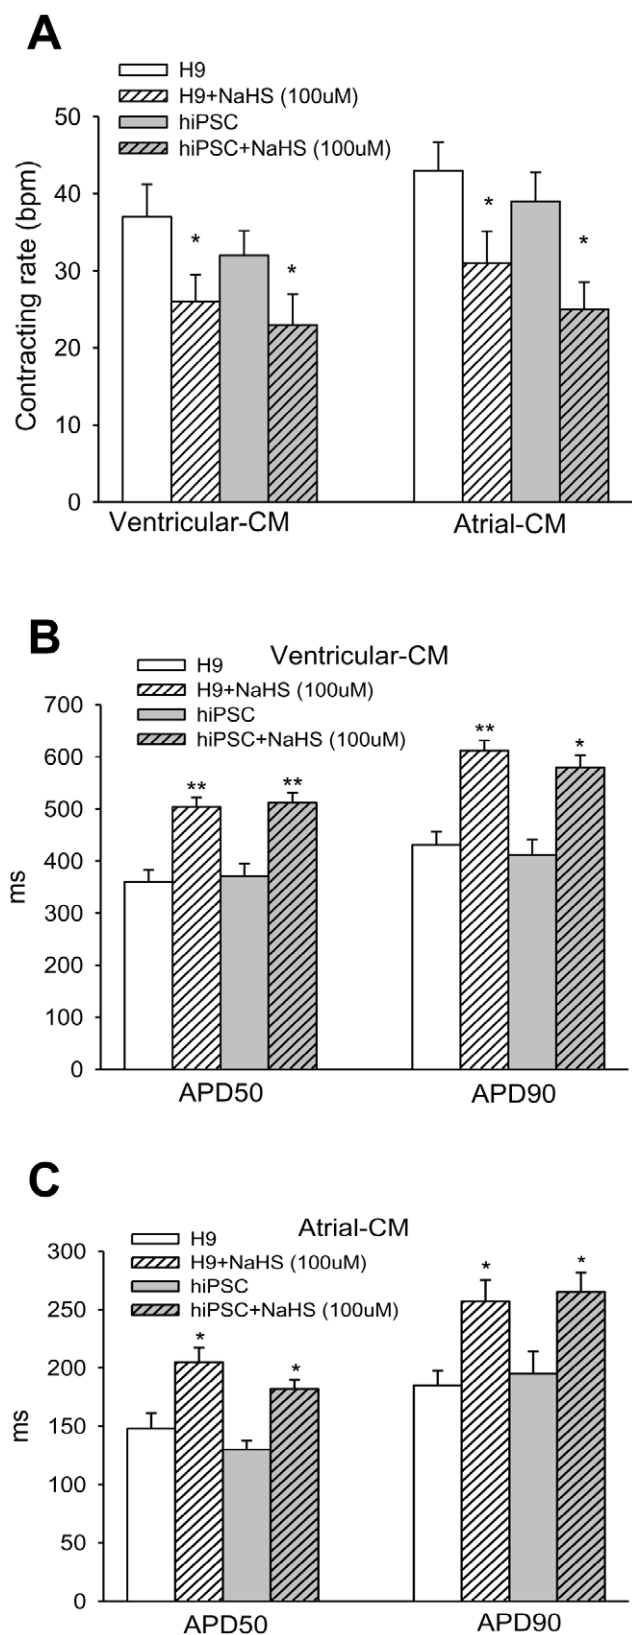 A
H9
H9+NaHS (100uM)
hiPSC
hiPSC+NaHS (100uM)
Contracting rate (bpm)
50
40
30
20
10
0
*
*
*
*
Ventricular-CM
Atrial-CM
B
Ventricular-CM
H9
H9+NaHS (100uM)
hiPSC
hiPSC+NaHS (100uM)
ms
700
600
500
400
300
200
100
0
**
**
**
*
APD50
APD90
C
Atrial-CM
H9
H9+NaHS (100uM)
hiPSC
hiPSC+NaHS (100uM)
ms
300
250
200
150
100
50
0
*
*
*
*
APD50
APD90